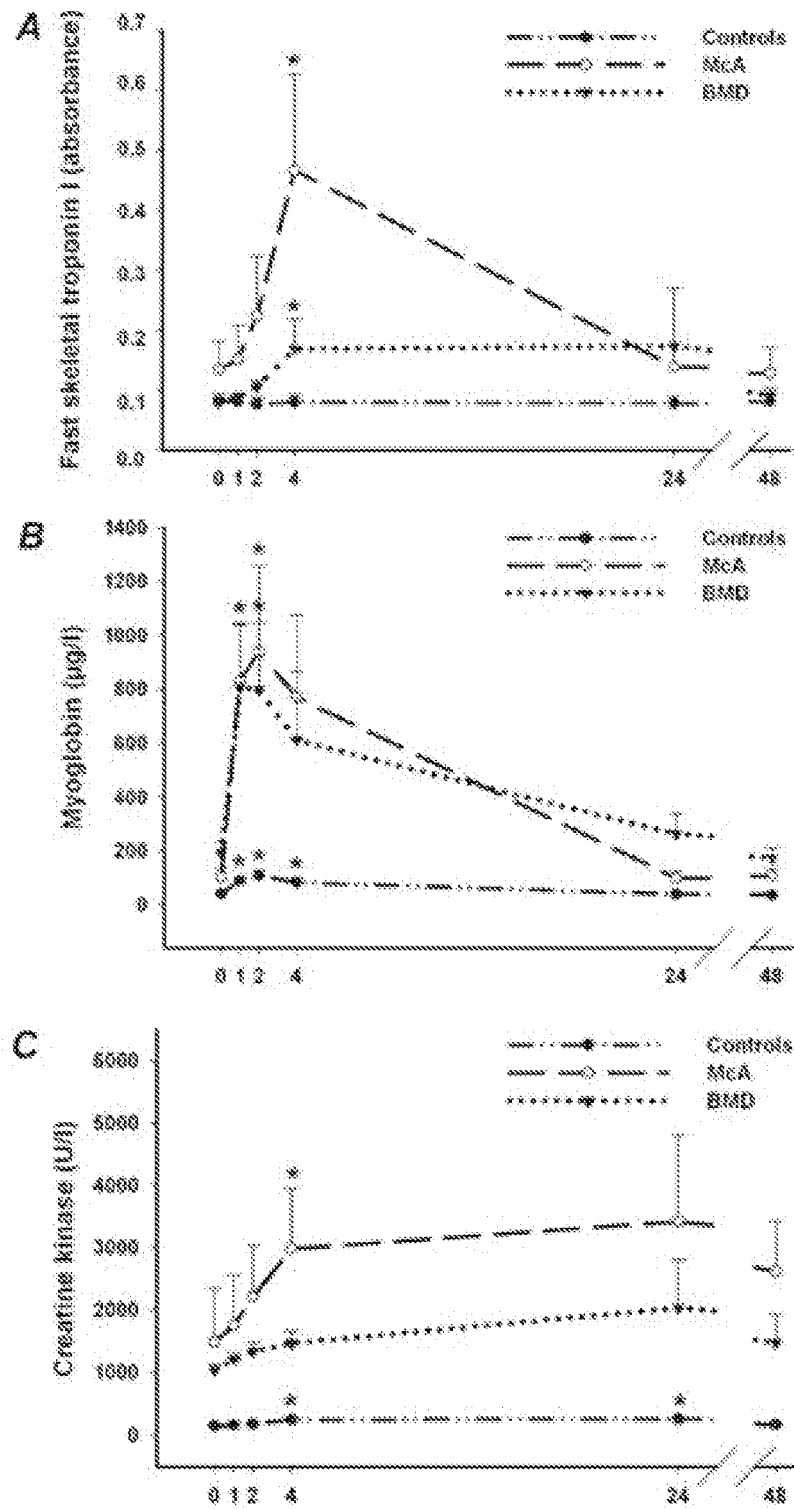 A
Fast skeletal troponin I (absorbance)
0.7
0.6
0.5
0.4
0.3
0.2
0.1
0.0
Controls
McA
BMD
*
*
0 1 2 4 24 48
B
Myoglobin (µg/l)
1400
1200
1000
800
600
400
200
0
Controls
McA
BMD
*
* *
* * *
0 1 2 4 24 48
C
Creatine kinase (U/l)
6000
5000
4000
3000
2000
1000
0
Controls
McA
BMD
*
* *
0 1 2 4 24 48